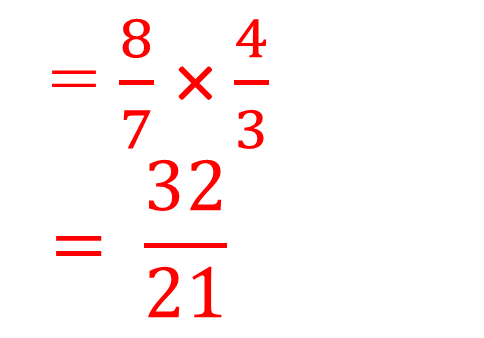 = 8/7 × 4/3
= 32/21